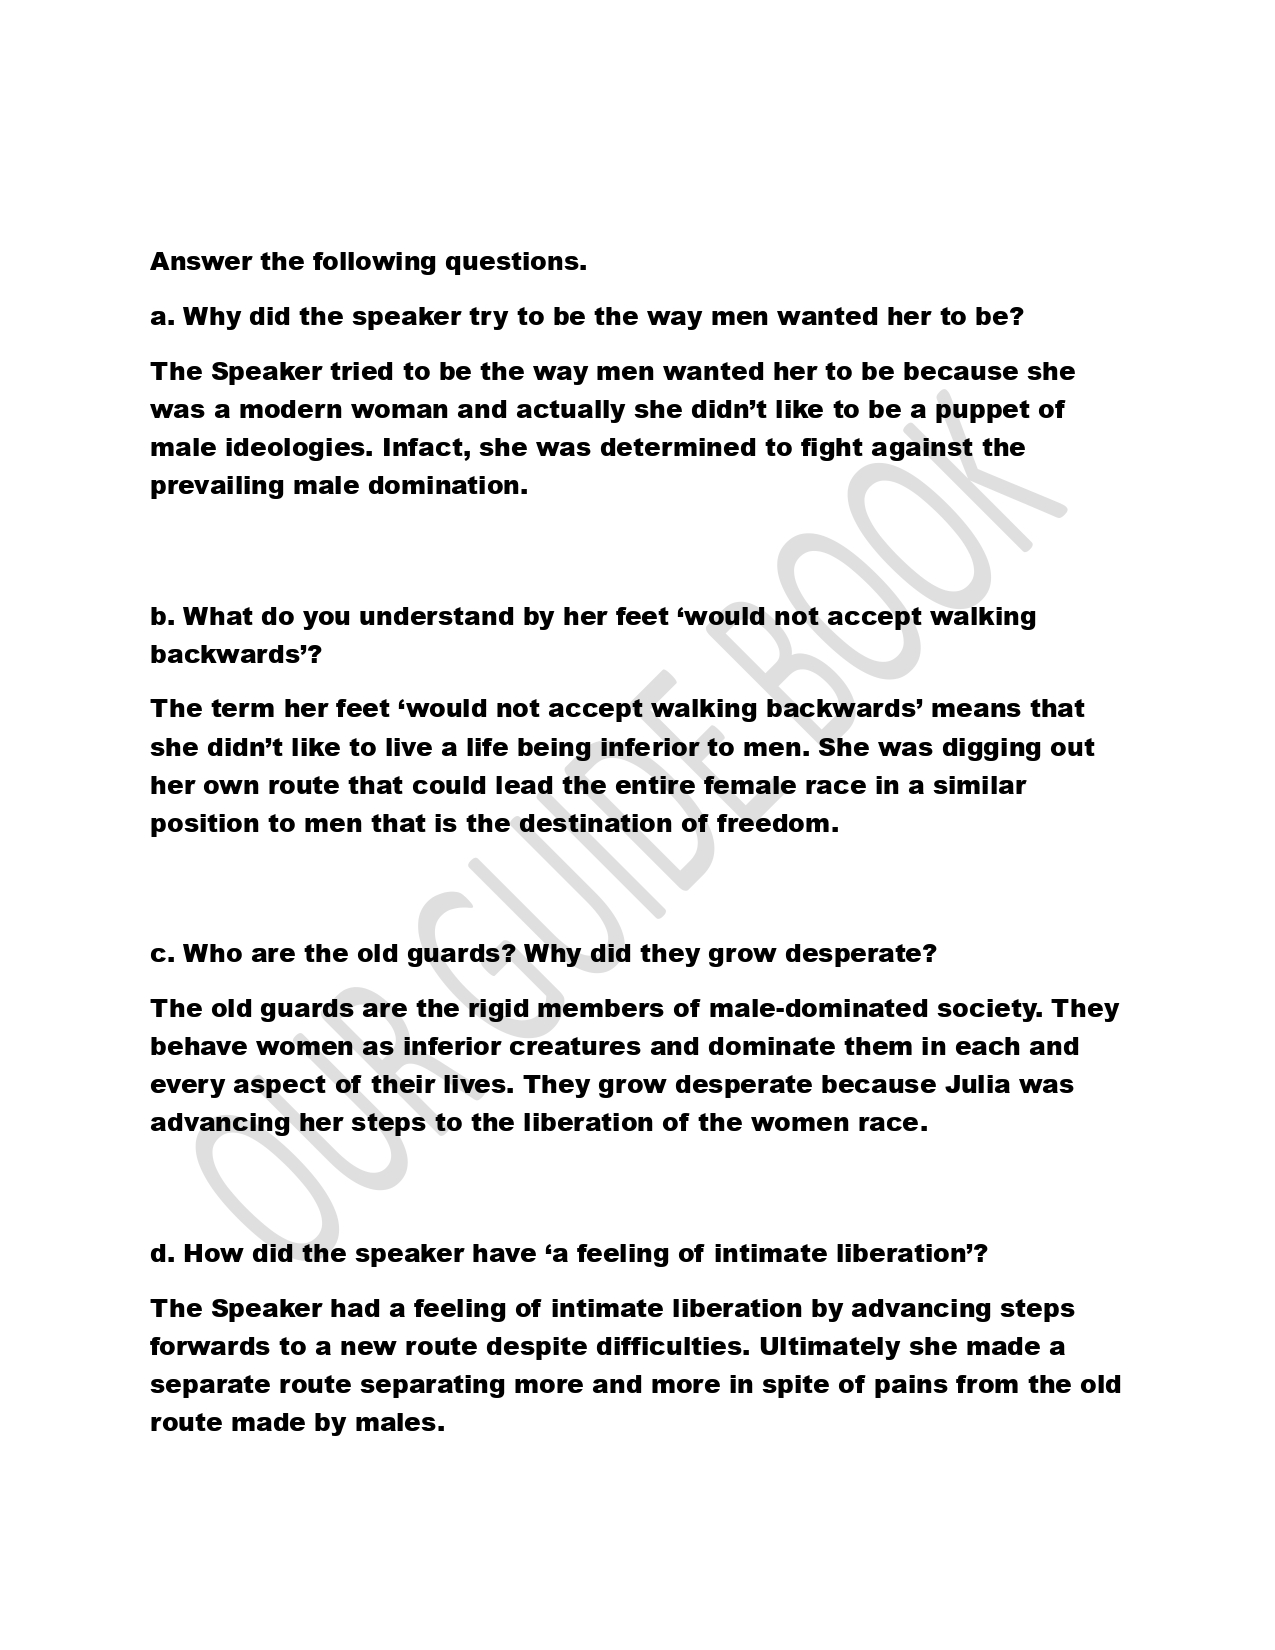 Answer the following questions.
a. Why did the speaker try to be the way men wanted her to be?
The Speaker tried to be the way men wanted her to be because she
was a modern woman and actually she didn’t like to be a puppet of
male ideologies. Infact, she was determined to fight against the
prevailing male domination.
b. What do you understand by her feet ‘would not accept walking
backwards’?
The term her feet ‘would not accept walking backwards’ means that
she didn’t like to live a life being inferior to men. She was digging out
her own route that could lead the entire female race in a similar
position to men that is the destination of freedom.
c. Who are the old guards? Why did they grow desperate?
The old guards are the rigid members of male-dominated society. They
behave women as inferior creatures and dominate them in each and
every aspect of their lives. They grow desperate because Julia was
advancing her steps to the liberation of the women race.
d. How did the speaker have ‘a feeling of intimate liberation’?
The Speaker had a feeling of intimate liberation by advancing steps
forwards to a new route despite difficulties. Ultimately she made a
separate route separating more and more in spite of pains from the old
route made by males.
OUR GUIDE BOOK